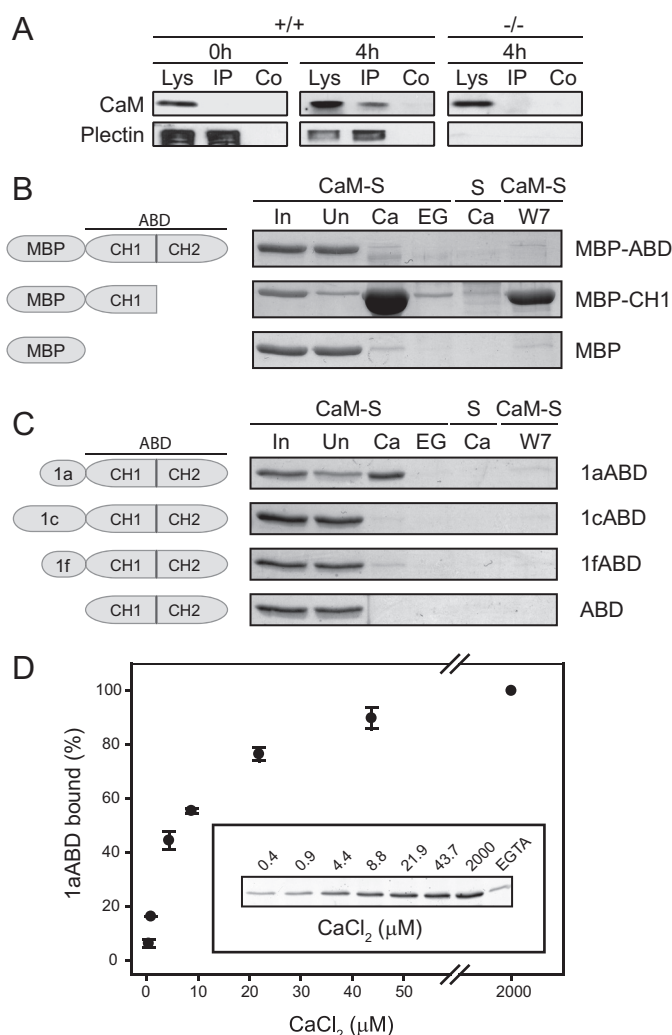 A
+/+ -/-
0h 4h 4h
Lys IP Co Lys IP Co Lys IP Co
CaM
Plectin
B
CaM-S S CaM-S
ABD In Un Ca EG Ca W7
MBP CH1 CH2 MBP-ABD
MBP CH1 MBP-CH1
MBP MBP
C
CaM-S S CaM-S
ABD In Un Ca EG Ca W7
1a CH1 CH2 1aABD
1c CH1 CH2 1cABD
1f CH1 CH2 1fABD
CH1 CH2 ABD
D
1aABD bound (%)
100
80
60
40
20
0
0.4 0.9 4.4 8.8 21.9 43.7 2000 EGTA
CaCl₂ (μM)
0 10 20 30 40 50 2000
CaCl₂ (μM)